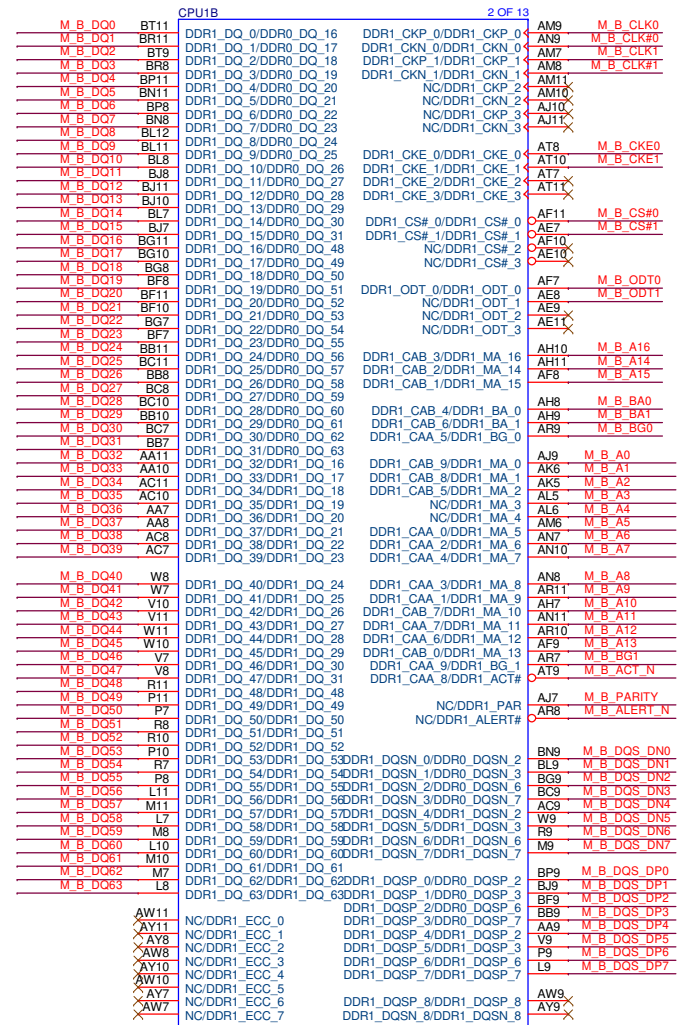 CPU1B 2 OF 13
M_B_DQ0 BT11 DDR1_DQ_0/DDR0_DQ_16
M_B_DQ1 BR11 DDR1_DQ_1/DDR0_DQ_17
M_B_DQ2 BT9 DDR1_DQ_2/DDR0_DQ_18
M_B_DQ3 BR8 DDR1_DQ_3/DDR0_DQ_19
M_B_DQ4 BP11 DDR1_DQ_4/DDR0_DQ_20
M_B_DQ5 BN11 DDR1_DQ_5/DDR0_DQ_21
M_B_DQ6 BP8 DDR1_DQ_6/DDR0_DQ_22
M_B_DQ7 BN8 DDR1_DQ_7/DDR0_DQ_23
M_B_DQ8 BL12 DDR1_DQ_8/DDR0_DQ_24
M_B_DQ9 BL11 DDR1_DQ_9/DDR0_DQ_25
M_B_DQ10 BL8 DDR1_DQ_10/DDR0_DQ_26
M_B_DQ11 BJ8 DDR1_DQ_11/DDR0_DQ_27
M_B_DQ12 BJ11 DDR1_DQ_12/DDR0_DQ_28
M_B_DQ13 BJ10 DDR1_DQ_13/DDR0_DQ_29
M_B_DQ14 BL7 DDR1_DQ_14/DDR0_DQ_30
M_B_DQ15 BJ7 DDR1_DQ_15/DDR0_DQ_31
M_B_DQ16 BG11 DDR1_DQ_16/DDR0_DQ_48
M_B_DQ17 BG10 DDR1_DQ_17/DDR0_DQ_49
M_B_DQ18 BG8 DDR1_DQ_18/DDR0_DQ_50
M_B_DQ19 BF8 DDR1_DQ_19/DDR0_DQ_51
M_B_DQ20 BF11 DDR1_DQ_20/DDR0_DQ_52
M_B_DQ21 BF10 DDR1_DQ_21/DDR0_DQ_53
M_B_DQ22 BG7 DDR1_DQ_22/DDR0_DQ_54
M_B_DQ23 BF7 DDR1_DQ_23/DDR0_DQ_55
M_B_DQ24 BB11 DDR1_DQ_24/DDR0_DQ_56
M_B_DQ25 BC11 DDR1_DQ_25/DDR0_DQ_57
M_B_DQ26 BB8 DDR1_DQ_26/DDR0_DQ_58
M_B_DQ27 BC8 DDR1_DQ_27/DDR0_DQ_59
M_B_DQ28 BC10 DDR1_DQ_28/DDR0_DQ_60
M_B_DQ29 BB10 DDR1_DQ_29/DDR0_DQ_61
M_B_DQ30 BC7 DDR1_DQ_30/DDR0_DQ_62
M_B_DQ31 BB7 DDR1_DQ_31/DDR0_DQ_63
M_B_DQ32 AA11 DDR1_DQ_32/DDR1_DQ_16
M_B_DQ33 AA10 DDR1_DQ_33/DDR1_DQ_17
M_B_DQ34 AC11 DDR1_DQ_34/DDR1_DQ_18
M_B_DQ35 AC10 DDR1_DQ_35/DDR1_DQ_19
M_B_DQ36 AA7 DDR1_DQ_36/DDR1_DQ_20
M_B_DQ37 AA8 DDR1_DQ_37/DDR1_DQ_21
M_B_DQ38 AC8 DDR1_DQ_38/DDR1_DQ_22
M_B_DQ39 AC7 DDR1_DQ_39/DDR1_DQ_23
M_B_DQ40 W8 DDR1_DQ_40/DDR1_DQ_24
M_B_DQ41 W7 DDR1_DQ_41/DDR1_DQ_25
M_B_DQ42 V10 DDR1_DQ_42/DDR1_DQ_26
M_B_DQ43 V11 DDR1_DQ_43/DDR1_DQ_27
M_B_DQ44 W11 DDR1_DQ_44/DDR1_DQ_28
M_B_DQ45 W10 DDR1_DQ_45/DDR1_DQ_29
M_B_DQ46 V7 DDR1_DQ_46/DDR1_DQ_30
M_B_DQ47 V8 DDR1_DQ_47/DDR1_DQ_31
M_B_DQ48 R11 DDR1_DQ_48/DDR1_DQ_48
M_B_DQ49 P11 DDR1_DQ_49/DDR1_DQ_49
M_B_DQ50 P7 DDR1_DQ_50/DDR1_DQ_50
M_B_DQ51 R8 DDR1_DQ_51/DDR1_DQ_51
M_B_DQ52 R10 DDR1_DQ_52/DDR1_DQ_52
M_B_DQ53 P10 DDR1_DQ_53/DDR1_DQ_53
M_B_DQ54 R7 DDR1_DQ_54/DDR1_DQ_54
M_B_DQ55 P8 DDR1_DQ_55/DDR1_DQ_55
M_B_DQ56 L11 DDR1_DQ_56/DDR1_DQ_56
M_B_DQ57 M11 DDR1_DQ_57/DDR1_DQ_57
M_B_DQ58 L7 DDR1_DQ_58/DDR1_DQ_58
M_B_DQ59 M8 DDR1_DQ_59/DDR1_DQ_59
M_B_DQ60 L10 DDR1_DQ_60/DDR1_DQ_60
M_B_DQ61 M10 DDR1_DQ_61/DDR1_DQ_61
M_B_DQ62 M7 DDR1_DQ_62/DDR1_DQ_62
M_B_DQ63 L8 DDR1_DQ_63/DDR1_DQ_63
AW11 NC/DDR1_ECC_0
AY11 NC/DDR1_ECC_1
AY8 NC/DDR1_ECC_2
AW8 NC/DDR1_ECC_3
AY10 NC/DDR1_ECC_4
AW10 NC/DDR1_ECC_5
AY7 NC/DDR1_ECC_6
AW7 NC/DDR1_ECC_7
DDR1_CKP_0/DDR1_CKP_0 AM9 M_B_CLK0
DDR1_CKN_0/DDR1_CKN_0 AN9 M_B_CLK#0
DDR1_CKP_1/DDR1_CKP_1 AM7 M_B_CLK1
DDR1_CKN_1/DDR1_CKN_1 AM8 M_B_CLK#1
NC/DDR1_CKP_2 AM11
NC/DDR1_CKN_2 AM10
NC/DDR1_CKP_3 AJ10
NC/DDR1_CKN_3 AJ11
DDR1_CKE_0/DDR1_CKE_0 AT8 M_B_CKE0
DDR1_CKE_1/DDR1_CKE_1 AT10 M_B_CKE1
DDR1_CKE_2/DDR1_CKE_2 AT7
DDR1_CKE_3/DDR1_CKE_3 AT11
DDR1_CS#_0/DDR1_CS#_0 AF11 M_B_CS#0
DDR1_CS#_1/DDR1_CS#_1 AE7 M_B_CS#1
NC/DDR1_CS#_2 AF10
NC/DDR1_CS#_3 AE10
DDR1_ODT_0/DDR1_ODT_0 AF7 M_B_ODT0
NC/DDR1_ODT_1 AE8 M_B_ODT1
NC/DDR1_ODT_2 AE9
NC/DDR1_ODT_3 AE11
DDR1_CAB_3/DDR1_MA_16 AH10 M_B_A16
DDR1_CAB_2/DDR1_MA_14 AH11 M_B_A14
DDR1_CAB_1/DDR1_MA_15 AF8 M_B_A15
DDR1_CAB_4/DDR1_BA_0 AH8 M_B_BA0
DDR1_CAB_6/DDR1_BA_1 AH9 M_B_BA1
DDR1_CAA_5/DDR1_BG_0 AR9 M_B_BG0
DDR1_CAB_9/DDR1_MA_0 AJ9 M_B_A0
DDR1_CAB_8/DDR1_MA_1 AK6 M_B_A1
DDR1_CAB_5/DDR1_MA_2 AK5 M_B_A2
NC/DDR1_MA_3 AL5 M_B_A3
NC/DDR1_MA_4 AL6 M_B_A4
DDR1_CAA_0/DDR1_MA_5 AM6 M_B_A5
DDR1_CAA_2/DDR1_MA_6 AN7 M_B_A6
DDR1_CAA_4/DDR1_MA_7 AN10 M_B_A7
DDR1_CAA_3/DDR1_MA_8 AN8 M_B_A8
DDR1_CAA_1/DDR1_MA_9 AR11 M_B_A9
DDR1_CAB_7/DDR1_MA_10 AH7 M_B_A10
DDR1_CAA_7/DDR1_MA_11 AN11 M_B_A11
DDR1_CAA_6/DDR1_MA_12 AR10 M_B_A12
DDR1_CAB_0/DDR1_MA_13 AF9 M_B_A13
DDR1_CAA_9/DDR1_BG_1 AR7 M_B_BG1
DDR1_CAA_8/DDR1_ACT# AT9 M_B_ACT_N
NC/DDR1_PAR AJ7 M_B_PARITY
NC/DDR1_ALERT# AR8 M_B_ALERT_N
DDR1_DQSN_0/DDR0_DQSN_2 BN9 M_B_DQS_DN0
DDR1_DQSN_1/DDR0_DQSN_3 BL9 M_B_DQS_DN1
DDR1_DQSN_2/DDR0_DQSN_6 BG9 M_B_DQS_DN2
DDR1_DQSN_3/DDR0_DQSN_7 BC9 M_B_DQS_DN3
DDR1_DQSN_4/DDR1_DQSN_2 AC9 M_B_DQS_DN4
DDR1_DQSN_5/DDR1_DQSN_3 W9 M_B_DQS_DN5
DDR1_DQSN_6/DDR1_DQSN_6 R9 M_B_DQS_DN6
DDR1_DQSN_7/DDR1_DQSN_7 M9 M_B_DQS_DN7
DDR1_DQSP_0/DDR0_DQSP_2 BP9 M_B_DQS_DP0
DDR1_DQSP_1/DDR0_DQSP_3 BJ9 M_B_DQS_DP1
DDR1_DQSP_2/DDR0_DQSP_6 BF9 M_B_DQS_DP2
DDR1_DQSP_3/DDR0_DQSP_7 BB9 M_B_DQS_DP3
DDR1_DQSP_4/DDR1_DQSP_2 AA9 M_B_DQS_DP4
DDR1_DQSP_5/DDR1_DQSP_3 V9 M_B_DQS_DP5
DDR1_DQSP_6/DDR1_DQSP_6 P9 M_B_DQS_DP6
DDR1_DQSP_7/DDR1_DQSP_7 L9 M_B_DQS_DP7
DDR1_DQSP_8/DDR1_DQSP_8 AW9
DDR1_DQSN_8/DDR1_DQSN_8 AY9